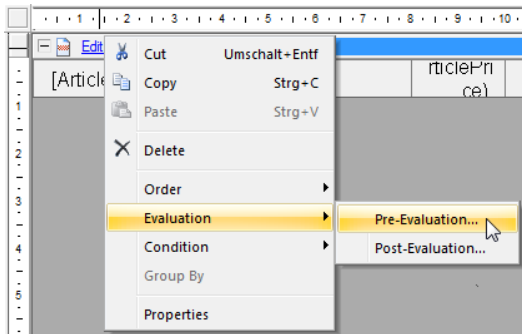 1 2 3 4 5 6 7 8 9 10
Edit
[Article
rticlePri
ce)
Cut Umschalt+Entf
Copy Strg+C
Paste Strg+V
Delete
Order
Evaluation
Pre-Evaluation...
Condition
Post-Evaluation...
Group By
Properties
1
2
3
4
5